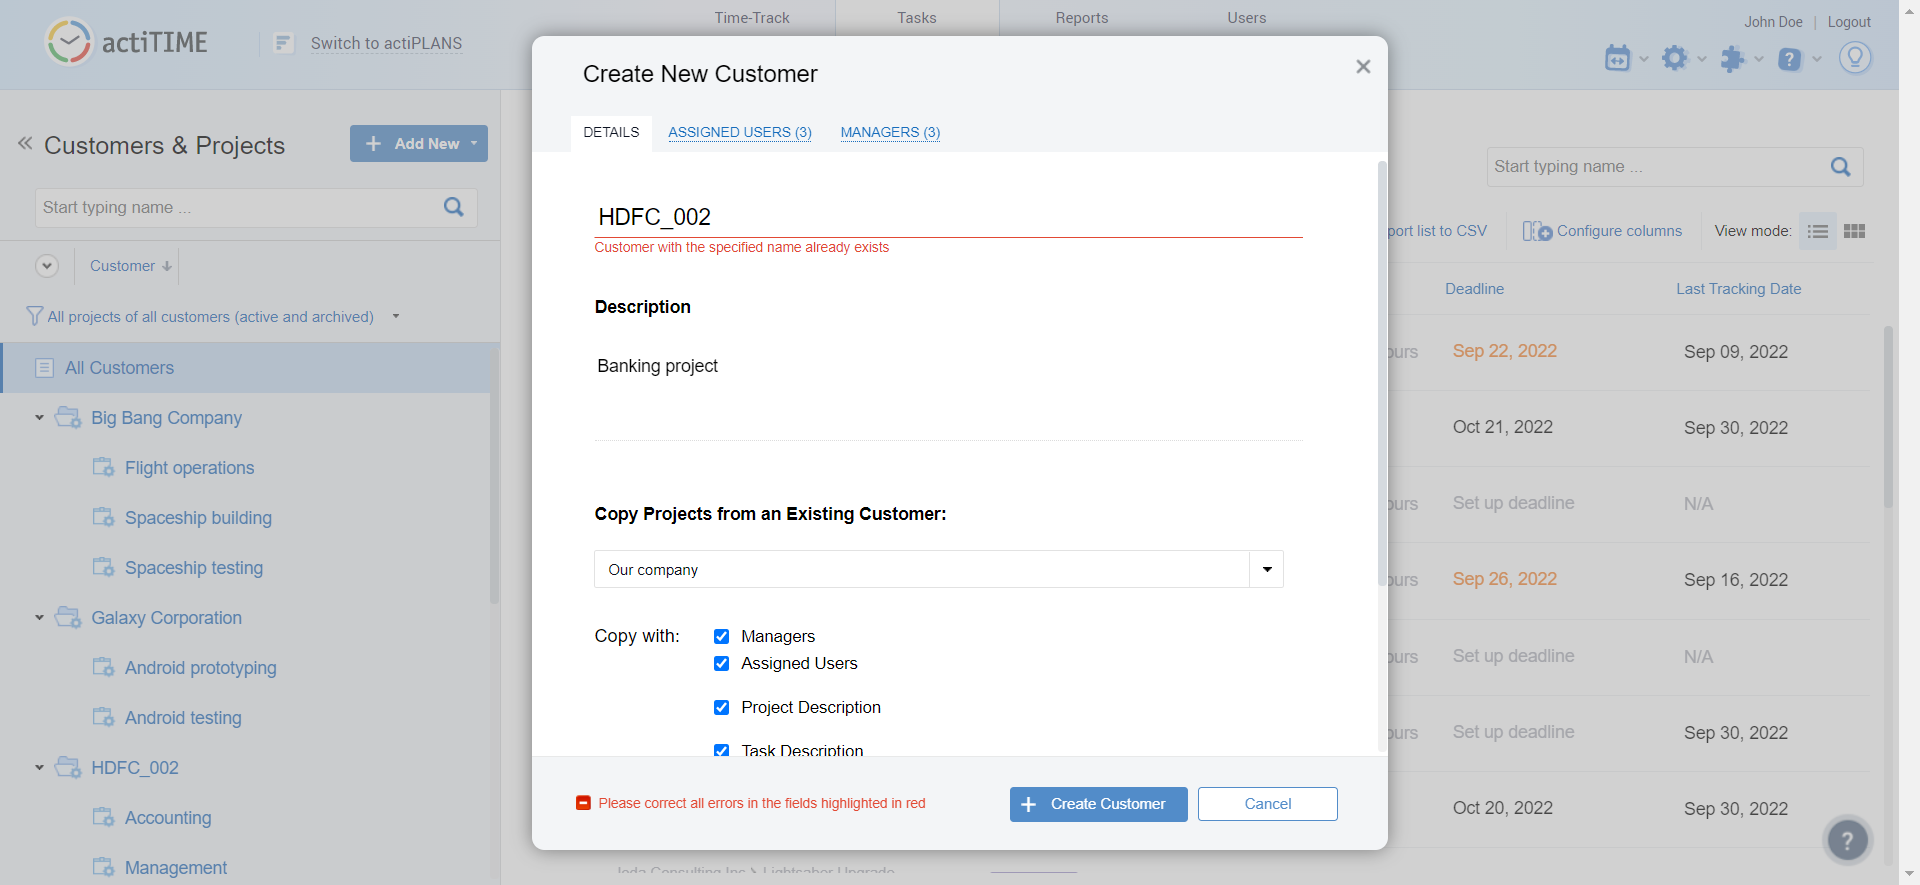 Time-Track
Tasks
Reports
Users
John Doe | Logout
actiTIME
Switch to actiPLANS
Customers & Projects
Add New
Start typing name ...
Customer
All projects of all customers (active and archived)
All Customers
Big Bang Company
Flight operations
Spaceship building
Spaceship testing
Galaxy Corporation
Android prototyping
Android testing
HDFC_002
Accounting
Management
Create New Customer
DETAILS
ASSIGNED USERS (3)
MANAGERS (3)
HDFC_002
Customer with the specified name already exists
Description
Banking project
Copy Projects from an Existing Customer:
Our company
Copy with:
Managers
Assigned Users
Project Description
Task Description
Please correct all errors in the fields highlighted in red
Create Customer
Cancel
Start typing name ...
port list to CSV
Configure columns
View mode:
Deadline
Last Tracking Date
ours
Sep 22, 2022
Sep 09, 2022
Oct 21, 2022
Sep 30, 2022
ours
Set up deadline
N/A
ours
Sep 26, 2022
Sep 16, 2022
ours
Set up deadline
N/A
ours
Set up deadline
Sep 30, 2022
Oct 20, 2022
Sep 30, 2022
?